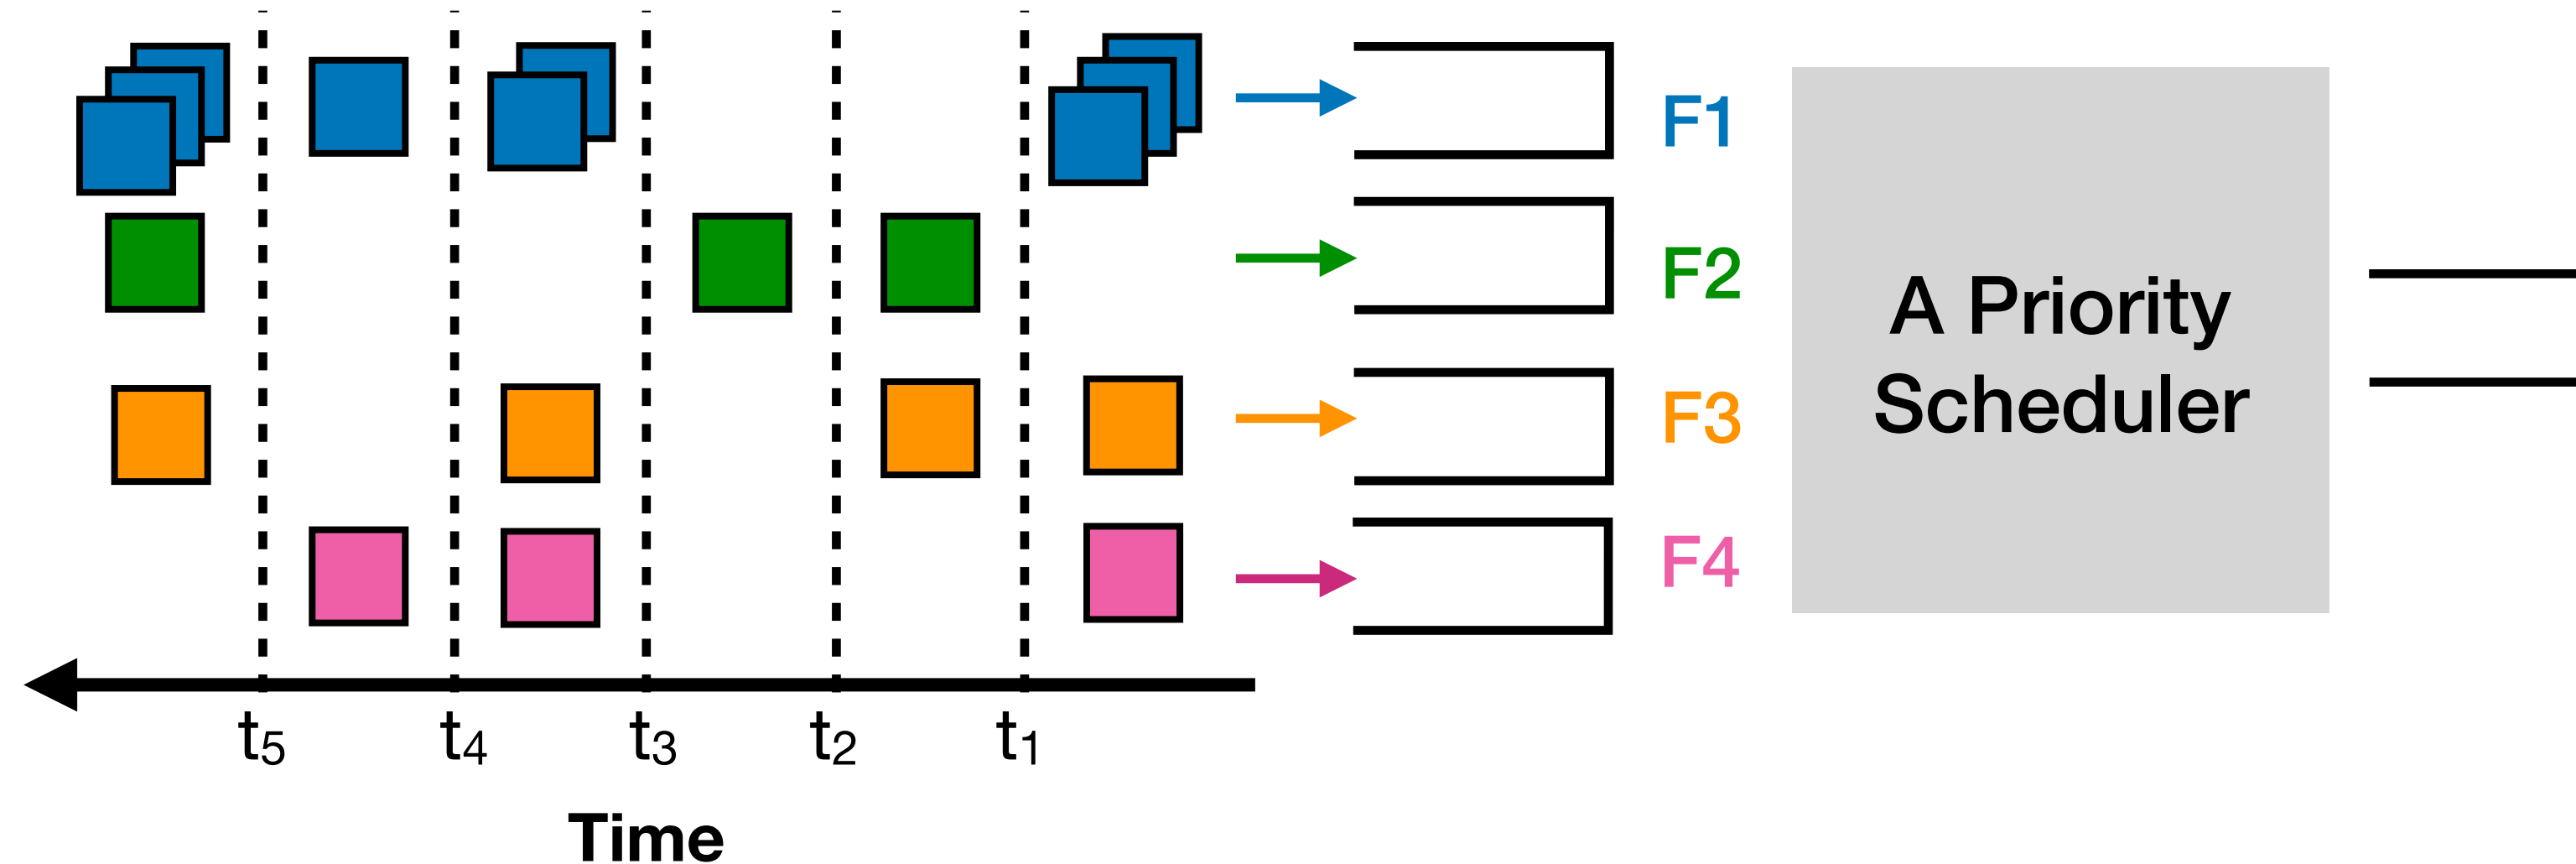 F1
F2
A Priority
Scheduler
F3
F4
t5 t4 t3 t2 t1
Time